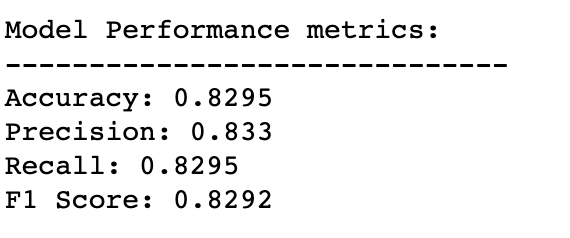 Model Performance metrics:
------------------------------
Accuracy: 0.8295
Precision: 0.833
Recall: 0.8295
F1 Score: 0.8292